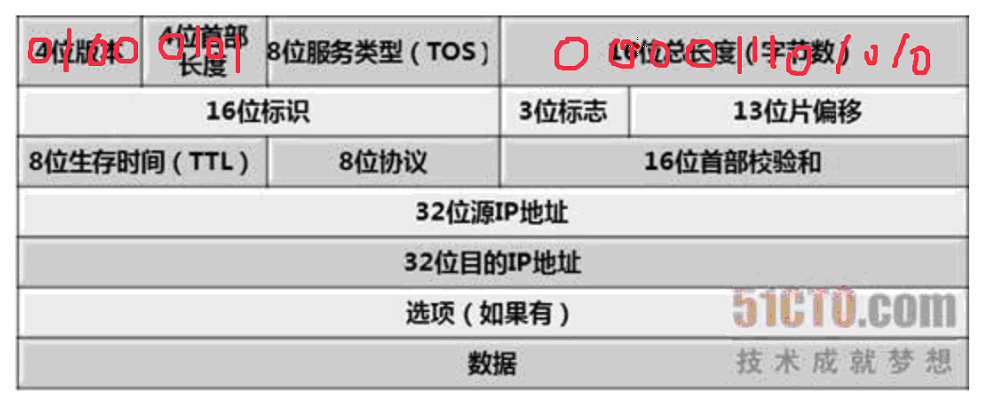 4位版本 4位首部长度 8位服务类型(TOS) 16位总长度(字节数)
16位标识 3位标志 13位片偏移
8位生存时间(TTL) 8位协议 16位首部校验和
32位源IP地址
32位目的IP地址
选项(如果有)
数据
51CTO.com
技术成就梦想